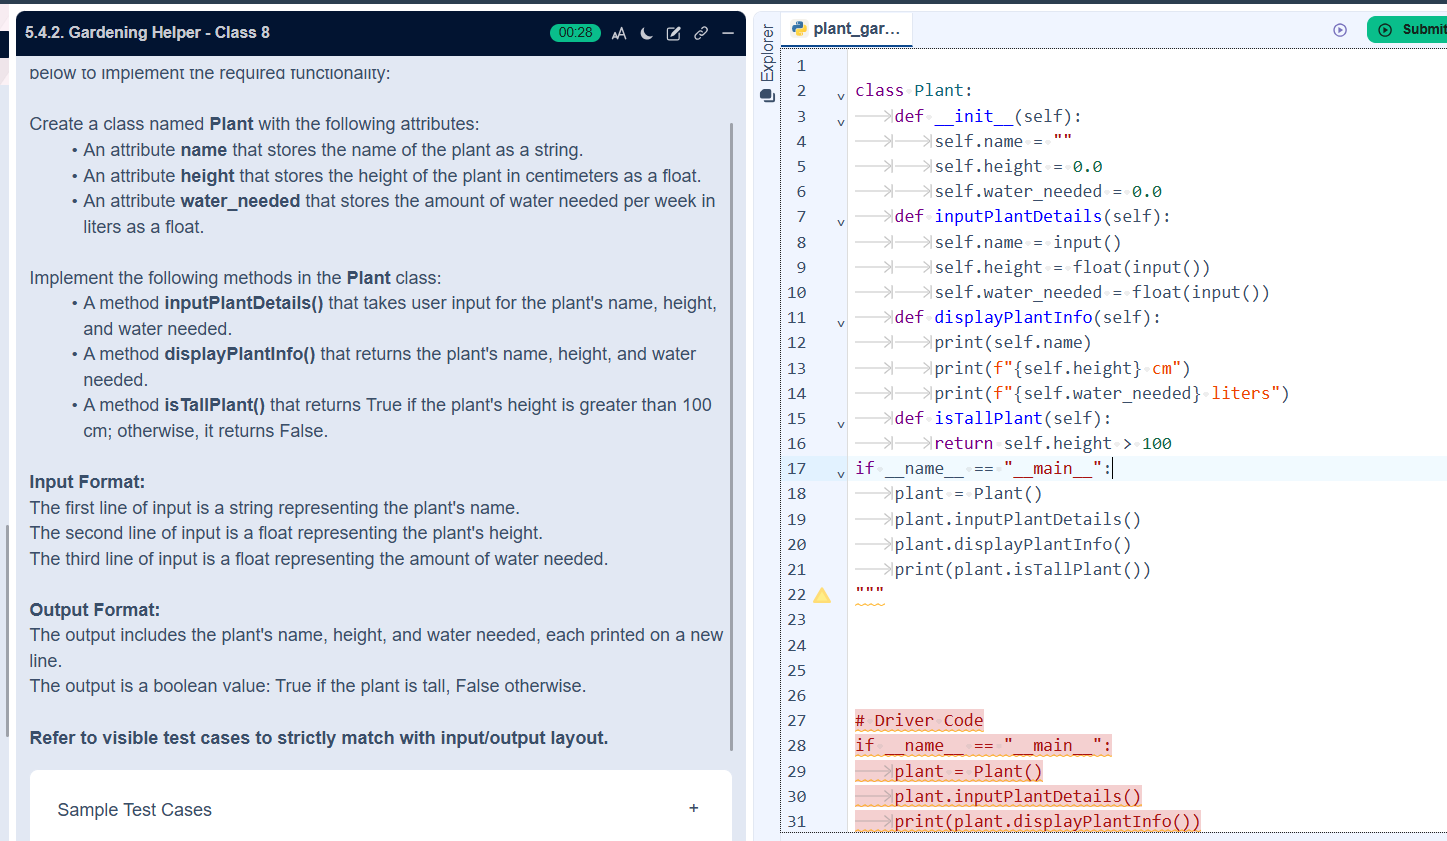 5.4.2. Gardening Helper - Class 8
00:28
AA
below to implement the required functionality:
Create a class named Plant with the following attributes:
• An attribute name that stores the name of the plant as a string.
• An attribute height that stores the height of the plant in centimeters as a float.
• An attribute water_needed that stores the amount of water needed per week in
liters as a float.
Implement the following methods in the Plant class:
• A method inputPlantDetails() that takes user input for the plant's name, height,
and water needed.
• A method displayPlantInfo() that returns the plant's name, height, and water
needed.
• A method isTallPlant() that returns True if the plant's height is greater than 100
cm; otherwise, it returns False.
Input Format:
The first line of input is a string representing the plant's name.
The second line of input is a float representing the plant's height.
The third line of input is a float representing the amount of water needed.
Output Format:
The output includes the plant's name, height, and water needed, each printed on a new
line.
The output is a boolean value: True if the plant is tall, False otherwise.
Refer to visible test cases to strictly match with input/output layout.
Sample Test Cases
+
Explorer
plant_gar...
Submit
1
2 class Plant:
3 def __init__(self):
4 self.name = ""
5 self.height = 0.0
6 self.water_needed = 0.0
7 def inputPlantDetails(self):
8 self.name = input()
9 self.height = float(input())
10 self.water_needed = float(input())
11 def displayPlantInfo(self):
12 print(self.name)
13 print(f"{self.height} cm")
14 print(f"{self.water_needed} liters")
15 def isTallPlant(self):
16 return self.height > 100
17 if __name__ == "__main__":
18 plant = Plant()
19 plant.inputPlantDetails()
20 plant.displayPlantInfo()
21 print(plant.isTallPlant())
22 """
23
24
25
26
27 # Driver Code
28 if __name__ == "__main__":
29 plant = Plant()
30 plant.inputPlantDetails()
31 print(plant.displayPlantInfo())